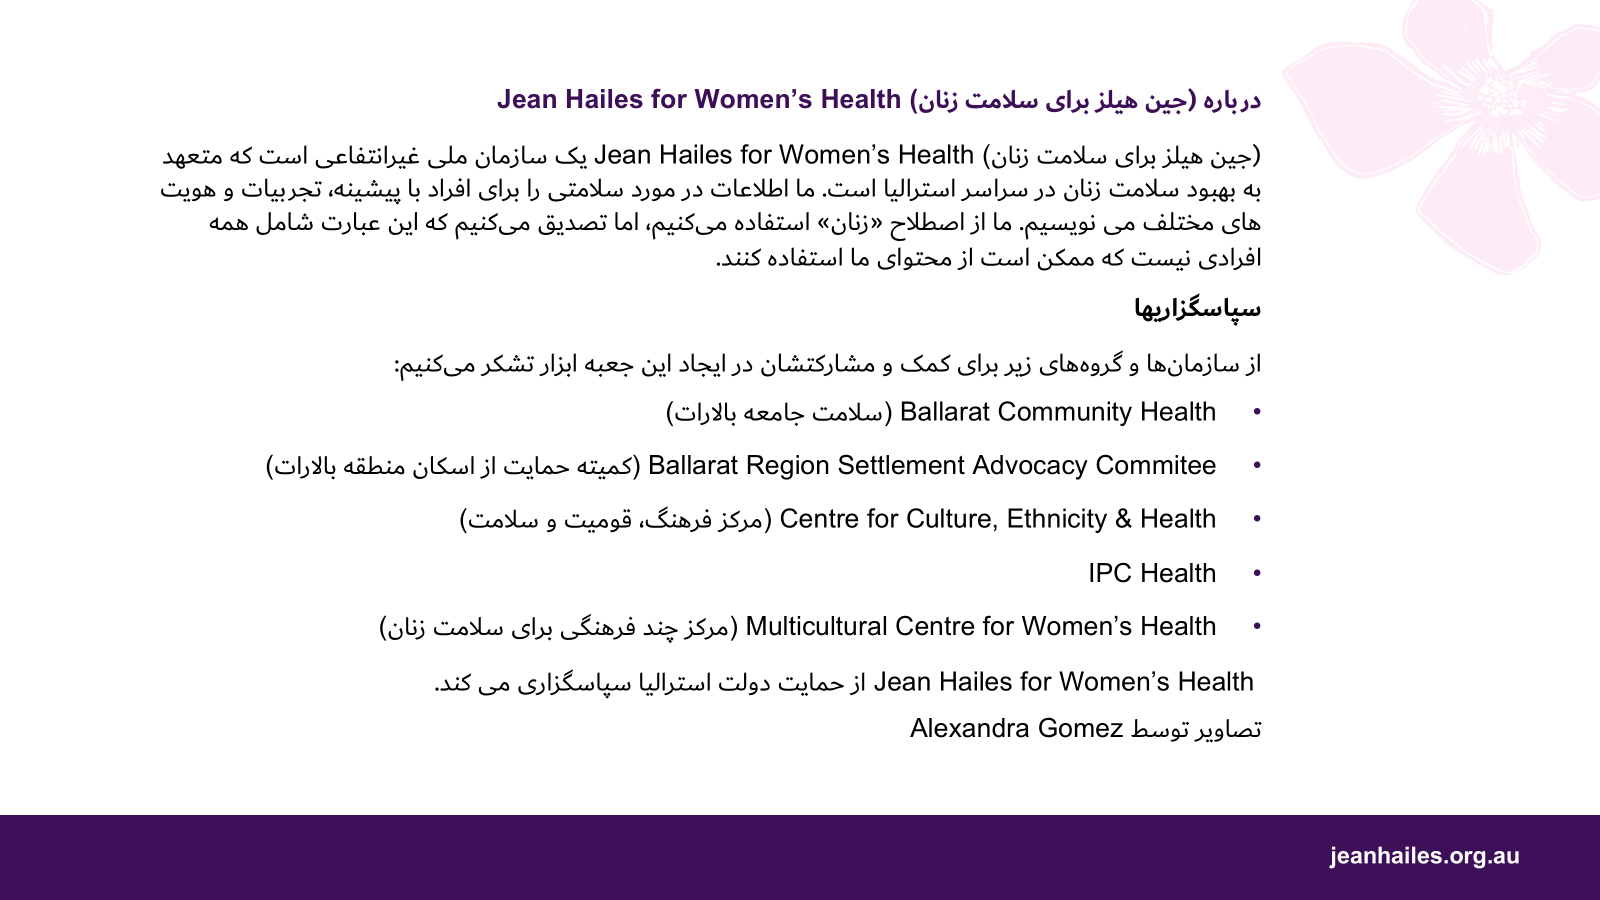 درباره (جین هیلز برای سلامت زنان) Jean Hailes for Women’s Health
(جین هیلز برای سلامت زنان) Jean Hailes for Women’s Health یک سازمان ملی غیرانتفاعی است که متعهد
به بهبود سلامت زنان در سراسر استرالیا است. ما اطلاعات در مورد سلامتی را برای افراد با پیشینه، تجربیات و هویت
های مختلف می نویسیم. ما از اصطلاح «زنان» استفاده می‌کنیم، اما تصدیق می‌کنیم که این عبارت شامل همه
افرادی نیست که ممکن است از محتوای ما استفاده کنند.
سپاسگزاریها
از سازمان‌ها و گروه‌های زیر برای کمک و مشارکتشان در ایجاد این جعبه ابزار تشکر می‌کنیم:
• Ballarat Community Health (سلامت جامعه بالارات)
• Ballarat Region Settlement Advocacy Commitee (کمیته حمایت از اسکان منطقه بالارات)
• Centre for Culture, Ethnicity & Health (مرکز فرهنگ، قومیت و سلامت)
• IPC Health
• Multicultural Centre for Women’s Health (مرکز چند فرهنگی برای سلامت زنان)
Jean Hailes for Women’s Health از حمایت دولت استرالیا سپاسگزاری می کند.
تصاویر توسط Alexandra Gomez
jeanhailes.org.au